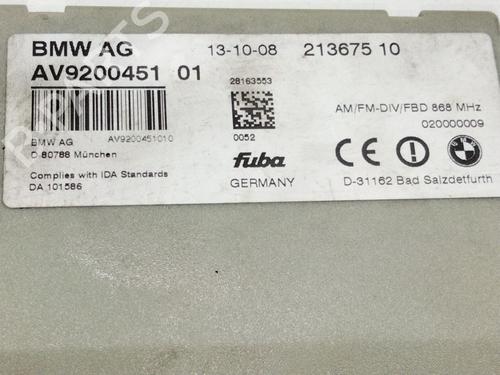 BMW AG 13-10-08 213675 10
AV9200451 01
28163553
AM/FM-DIV/FBD 868 MHz
020000009
BMW AG AV9200451010
0052
D 80788 München
fuba
Complies with IDA Standards
DA 101586
GERMANY
D-31162 Bad Salzdetfurth